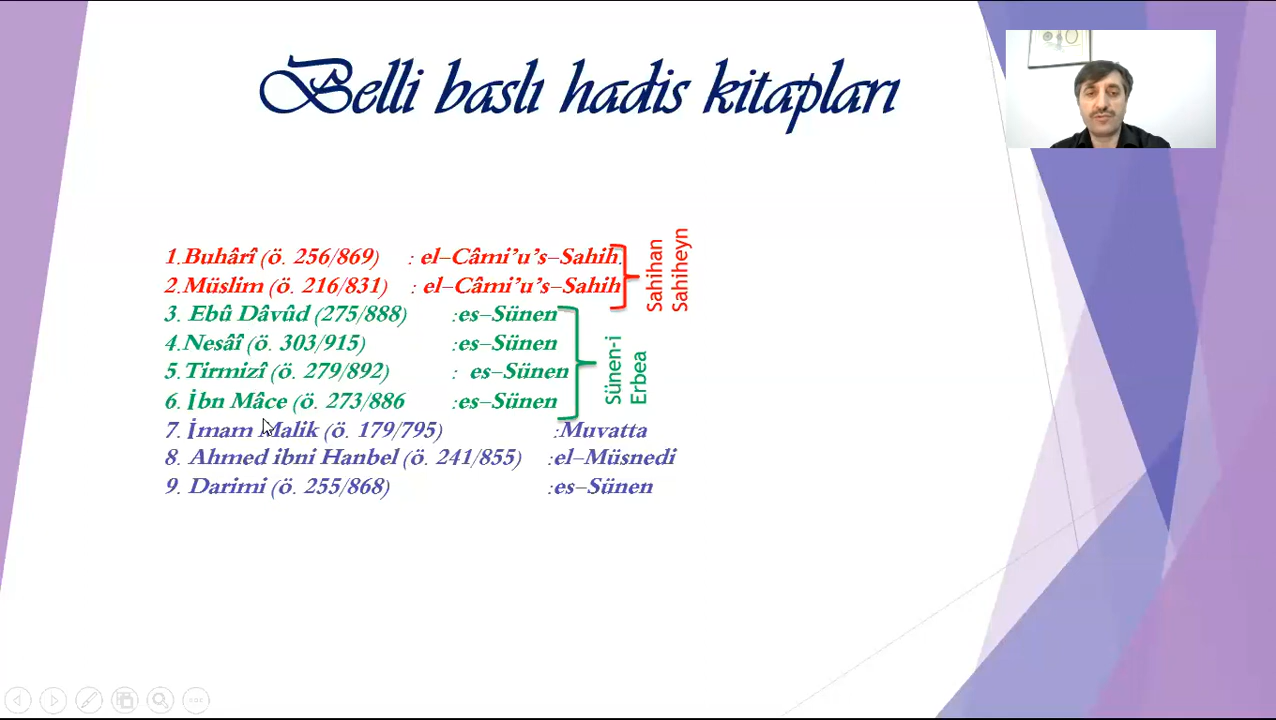 Belli baslı hadis kitapları
1.Buhârî (ö. 256/869) : el–Câmi’u’s–Sahih.
2.Müslim (ö. 216/831) : el–Câmi’u’s–Sahih
Sahihan
Sahiheyn
3. Ebû Dâvûd (275/888) :es–Sünen
4.Nesâî (ö. 303/915) :es–Sünen
5.Tirmizî (ö. 279/892) : es–Sünen
6. İbn Mâce (ö. 273/886 :es–Sünen
Sünen-i
Erbea
7. İmam Malik (ö. 179/795) :Muvatta
8. Ahmed ibni Hanbel (ö. 241/855) :el–Müsnedi
9. Darimi (ö. 255/868) :es–Sünen